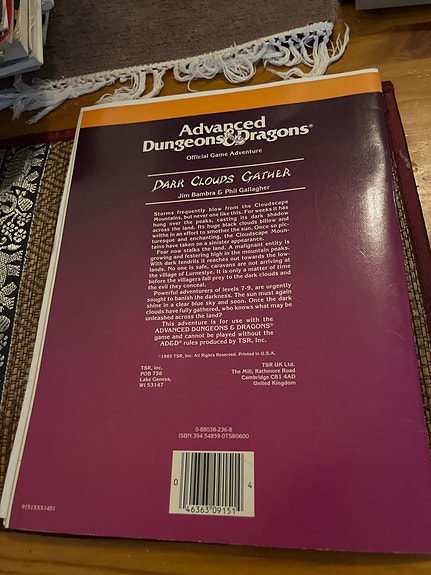 Advanced
Dungeons & Dragons®
Official Game Adventure
DARK CLOUDS GATHER
Jim Bambra & Phil Gallagher
Storms frequently blow from the Cloudscape
Mountains, but never one like this. For weeks it has
hung over the peaks, casting its dark shadow
across the land. Its huge black clouds billow and
writhe in an effort to smother the sun. Once so pic-
turesque and enchanting, the Cloudscape Moun-
tains have taken on a sinister appearance.
Fear now stalks the land. A malignant entity is
growing and festering high in the mountain peaks.
With dark tendrils it reaches out towards the low-
lands. No one is safe, caravans are not arriving at
the village of Lurneslye. It is only a matter of time
before the villagers fall prey to the dark clouds and
the evil they conceal.
Powerful adventurers of levels 7-9, are urgently
sought to banish the darkness. The sun must again
shine in a clear blue sky and soon. Once the dark
clouds have fully gathered, who knows what may be
unleashed across the land?
This adventure is for use with the
ADVANCED DUNGEONS & DRAGONS®
game and cannot be played without the
AD&D® rules produced by TSR, Inc.
©1985 TSR, Inc. All Rights Reserved. Printed in U.S.A.
TSR, Inc.
POB 756
Lake Geneva,
WI 53147
TSR UK Ltd.
The Mill, Rathmore Road
Cambridge CB1 4AD
United Kingdom
0-88038-236-8
ISBN 394-54859-0TSR0600
0 46363 09151 4
9151XXX1401